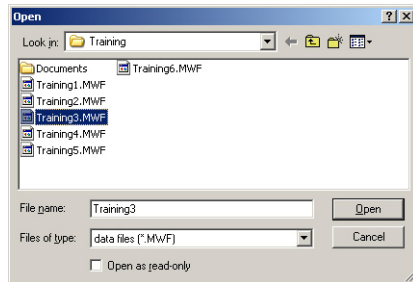 Open
Look in: Training
Documents
Training1.MWF
Training2.MWF
Training3.MWF
Training4.MWF
Training5.MWF
Training6.MWF
File name: Training3
Open
Files of type: data files (*.MWF)
Cancel
Open as read-only